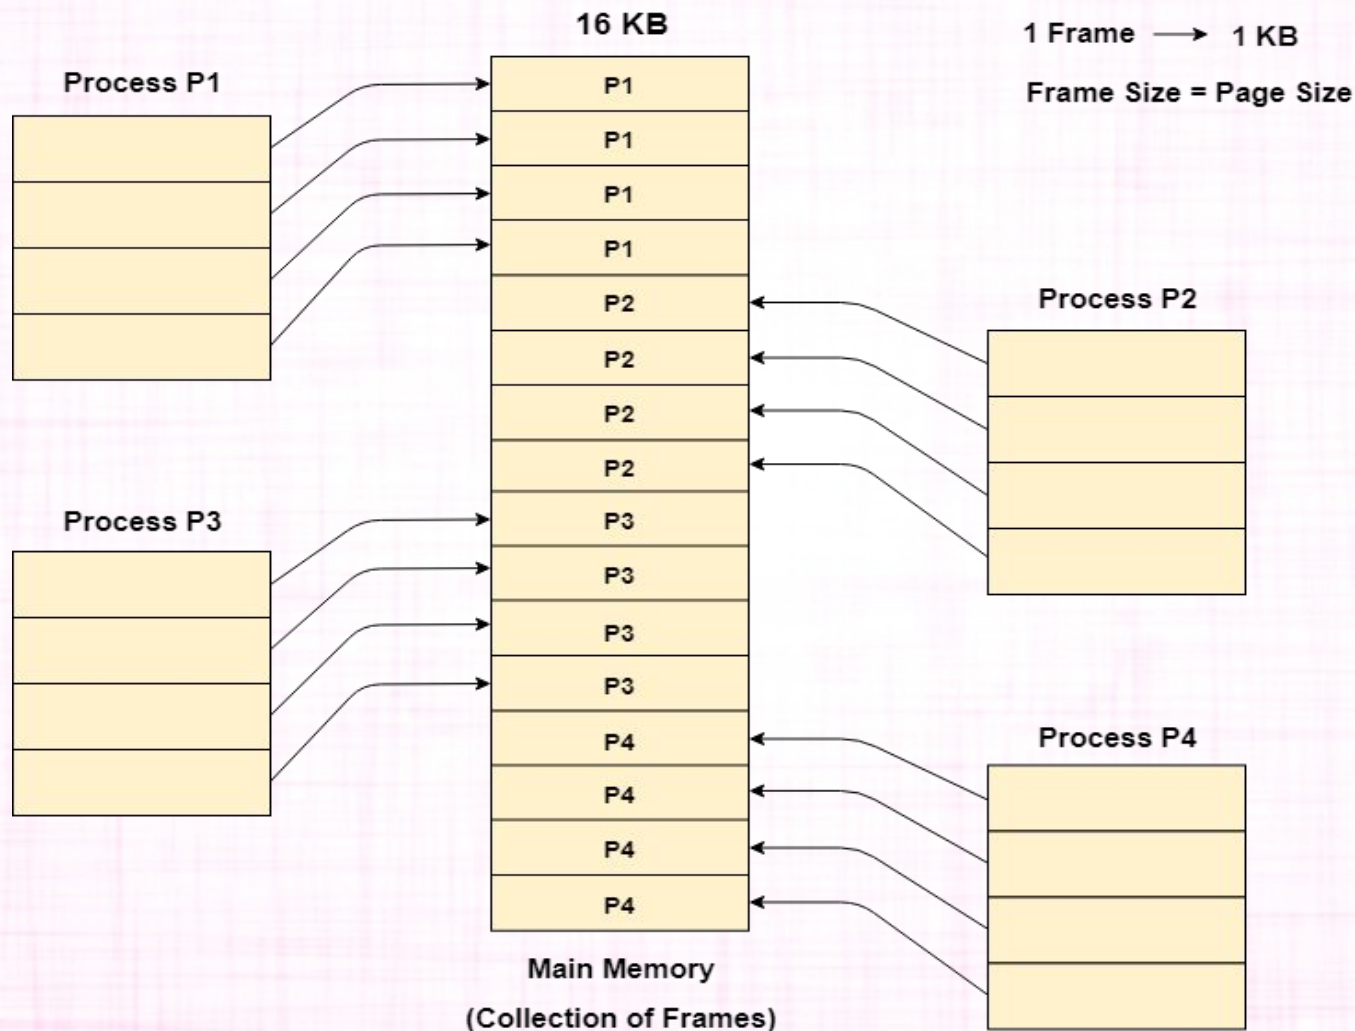 16 KB
1 Frame → 1 KB
Frame Size = Page Size
Process P1
P1
P1
P1
P1
Process P2
P2
P2
P2
P2
Process P3
P3
P3
P3
P3
Process P4
P4
P4
P4
P4
Main Memory
(Collection of Frames)